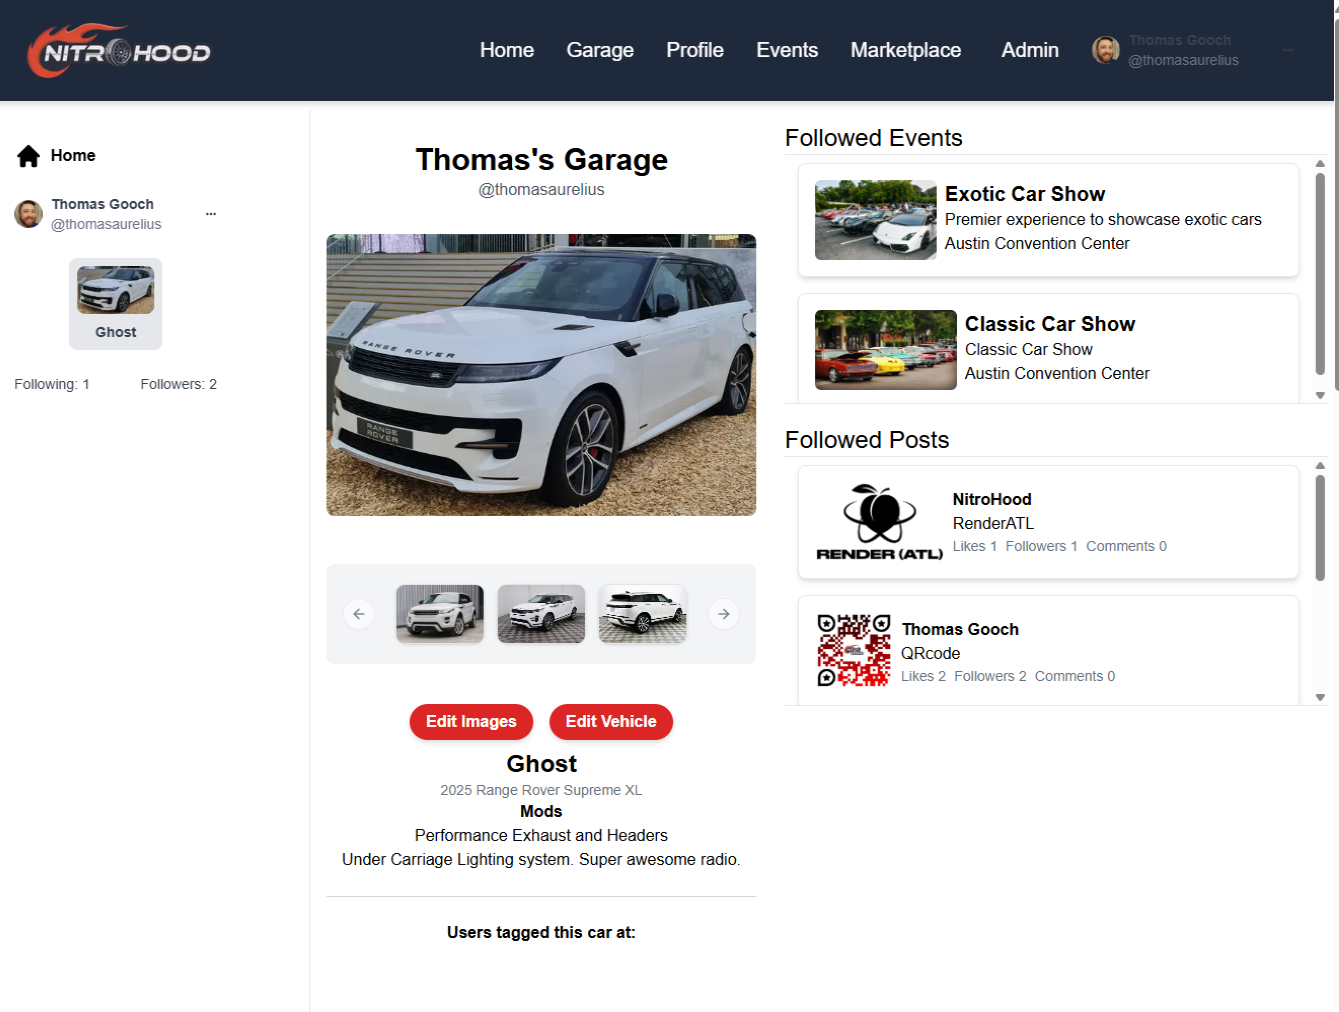 NITROHOOD
Home
Garage
Profile
Events
Marketplace
Admin
Thomas Gooch
@thomasaurelius
Home
Thomas Gooch
@thomasaurelius
Ghost
Following: 1
Followers: 2
Thomas's Garage
@thomasaurelius
RANGE ROVER
RANGE
ROVER
Edit Images
Edit Vehicle
Ghost
2025 Range Rover Supreme XL
Mods
Performance Exhaust and Headers
Under Carriage Lighting system. Super awesome radio.
Users tagged this car at:
Followed Events
Exotic Car Show
Premier experience to showcase exotic cars
Austin Convention Center
Classic Car Show
Classic Car Show
Austin Convention Center
Followed Posts
RENDER (ATL)
NitroHood
RenderATL
Likes 1 Followers 1 Comments 0
Thomas Gooch
QRcode
Likes 2 Followers 2 Comments 0